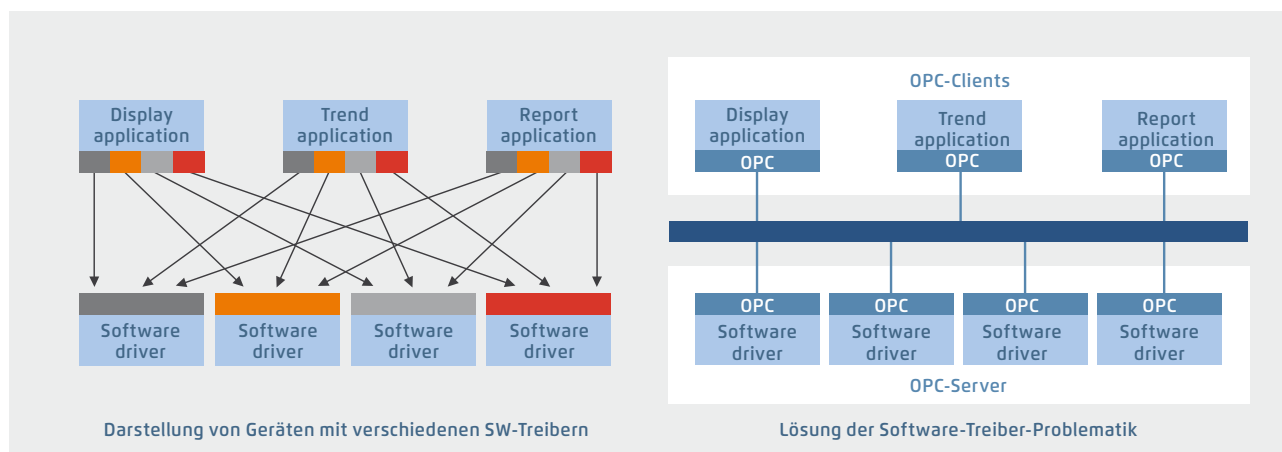 Display
application
Trend
application
Report
application
Software
driver
Software
driver
Software
driver
Software
driver
Darstellung von Geräten mit verschiedenen SW-Treibern
OPC-Clients
Display
application
OPC
Trend
application
OPC
Report
application
OPC
OPC
Software
driver
OPC
Software
driver
OPC
Software
driver
OPC
Software
driver
OPC-Server
Lösung der Software-Treiber-Problematik